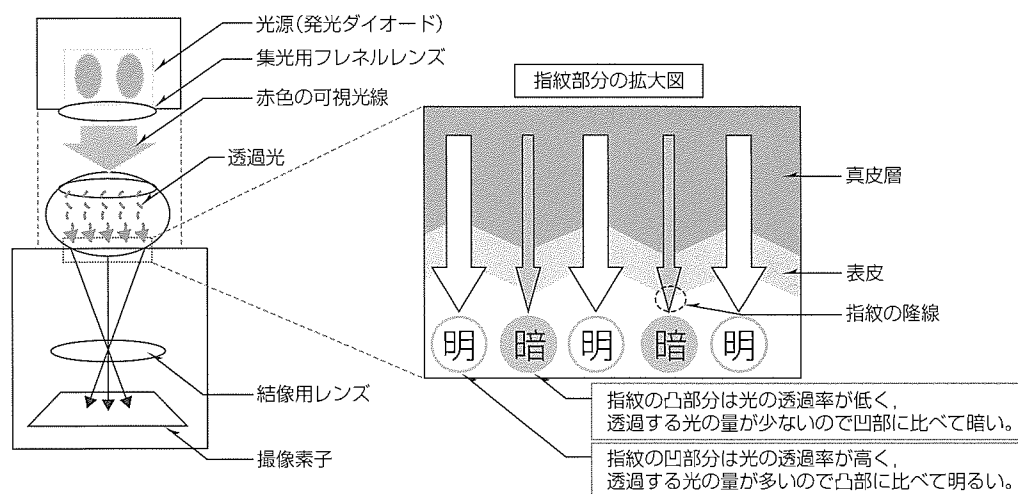 光源(発光ダイオード)
集光用フレネルレンズ
赤色の可視光線
透過光
結像用レンズ
撮像素子
指紋部分の拡大図
真皮層
表皮
指紋の隆線
明
暗
明
暗
明
指紋の凸部分は光の透過率が低く,
透過する光の量が少ないので凹部に比べて暗い。
指紋の凹部分は光の透過率が高く,
透過する光の量が多いので凸部に比べて明るい。